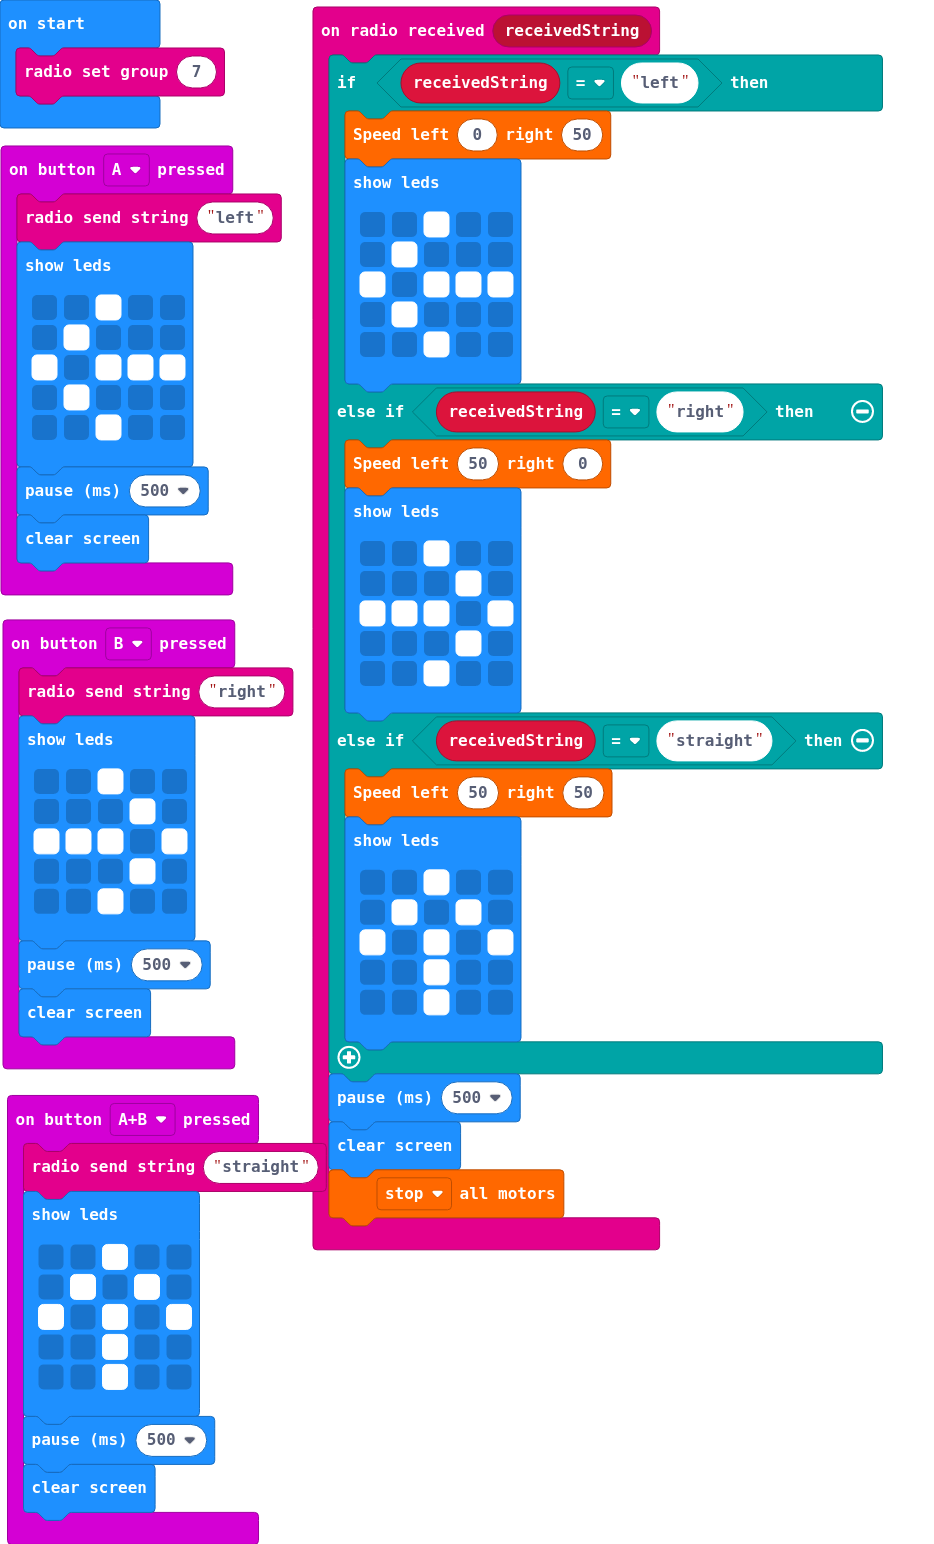 on start
radio set group 7
on button A pressed
radio send string "left"
show leds
pause (ms) 500
clear screen
on button B pressed
radio send string "right"
show leds
pause (ms) 500
clear screen
on button A+B pressed
radio send string "straight"
show leds
pause (ms) 500
clear screen
on radio received receivedString
if receivedString = "left" then
Speed left 0 right 50
show leds
else if receivedString = "right" then
Speed left 50 right 0
show leds
else if receivedString = "straight" then
Speed left 50 right 50
show leds
pause (ms) 500
clear screen
stop all motors